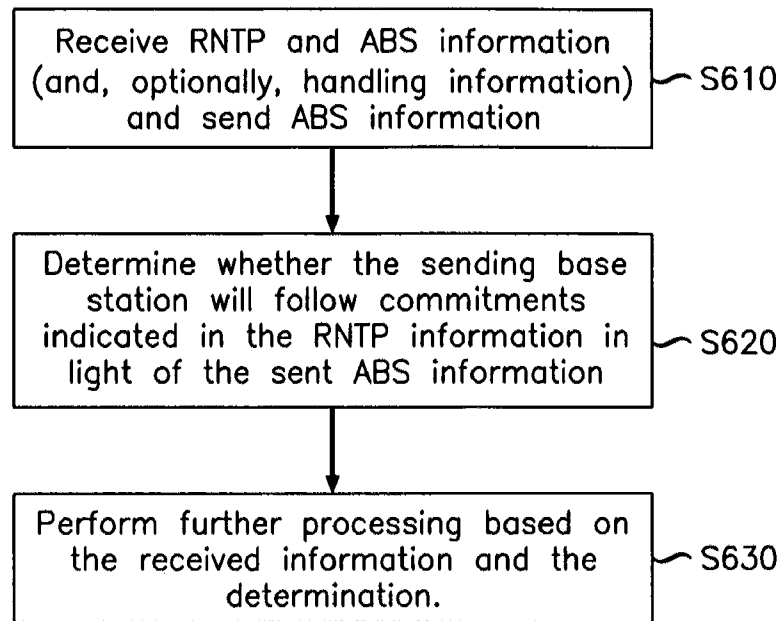 Receive RNTP and ABS information
(and, optionally, handling information)
and send ABS information
S610
Determine whether the sending base
station will follow commitments
indicated in the RNTP information in
light of the sent ABS information
S620
Perform further processing based on
the received information and the
determination.
S630